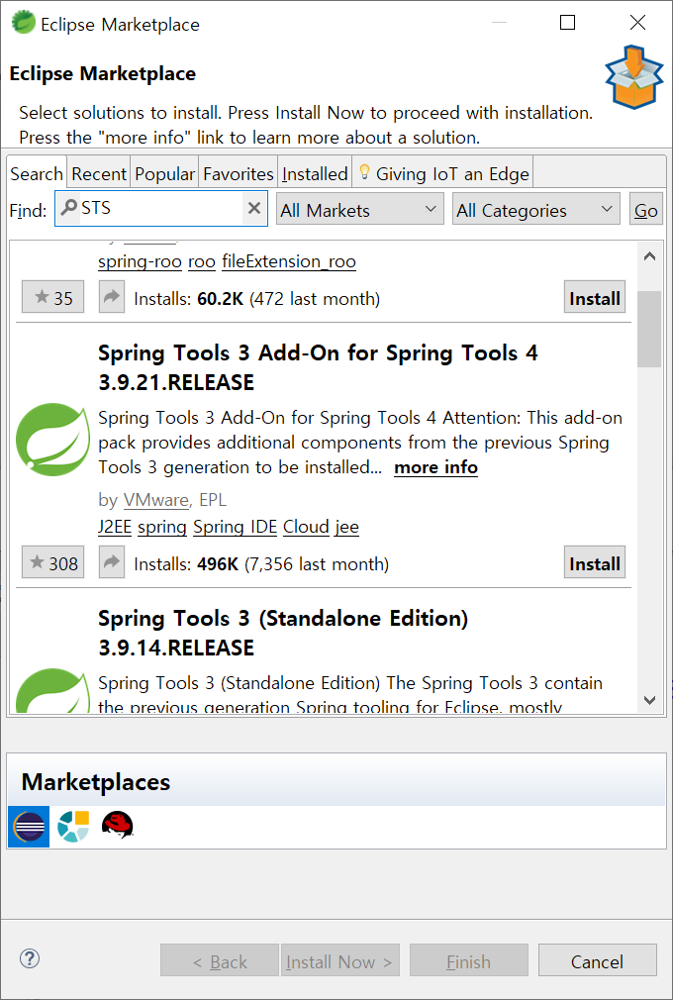 Eclipse Marketplace
Eclipse Marketplace
Select solutions to install. Press Install Now to proceed with installation.
Press the "more info" link to learn more about a solution.
Search Recent Popular Favorites Installed Giving IoT an Edge
Find: STS All Markets All Categories Go
spring-roo roo fileExtension_roo
35 Installs: 60.2K (472 last month) Install
Spring Tools 3 Add-On for Spring Tools 4
3.9.21.RELEASE
Spring Tools 3 Add-On for Spring Tools 4 Attention: This add-on
pack provides additional components from the previous Spring
Tools 3 generation to be installed... more info
by VMware, EPL
J2EE spring Spring IDE Cloud jee
308 Installs: 496K (7,356 last month) Install
Spring Tools 3 (Standalone Edition)
3.9.14.RELEASE
Spring Tools 3 (Standalone Edition) The Spring Tools 3 contain
the previous generation Spring tooling for Eclipse, mostly
Marketplaces
< Back Install Now > Finish Cancel